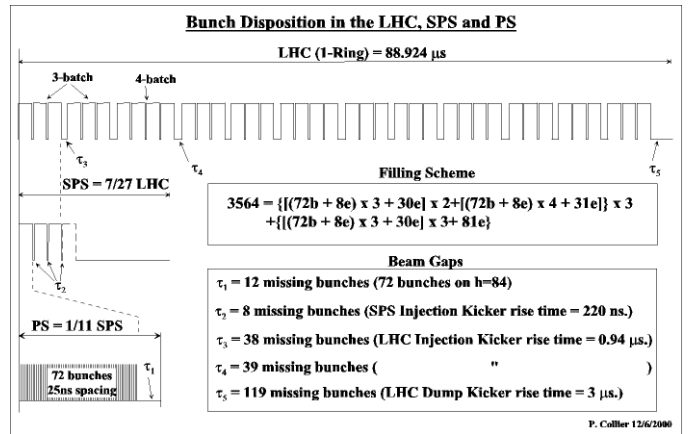 Bunch Disposition in the LHC, SPS and PS
LHC (1-Ring) = 88.924 μs
3-batch
4-batch
τ3
τ4
τ5
SPS = 7/27 LHC
Filling Scheme
3564 = {[(72b + 8e) x 3 + 30e] x 2+[(72b + 8e) x 4 + 31e]} x 3
+{[(72b + 8e) x 3 + 30e] x 3+ 81e}
τ2
Beam Gaps
τ1 = 12 missing bunches (72 bunches on h=84)
τ2 = 8 missing bunches (SPS Injection Kicker rise time = 220 ns.)
τ3 = 38 missing bunches (LHC Injection Kicker rise time = 0.94 μs.)
τ4 = 39 missing bunches ( " )
τ5 = 119 missing bunches (LHC Dump Kicker rise time = 3 μs.)
PS = 1/11 SPS
τ1
72 bunches
25ns spacing
P. Collier 12/6/2000